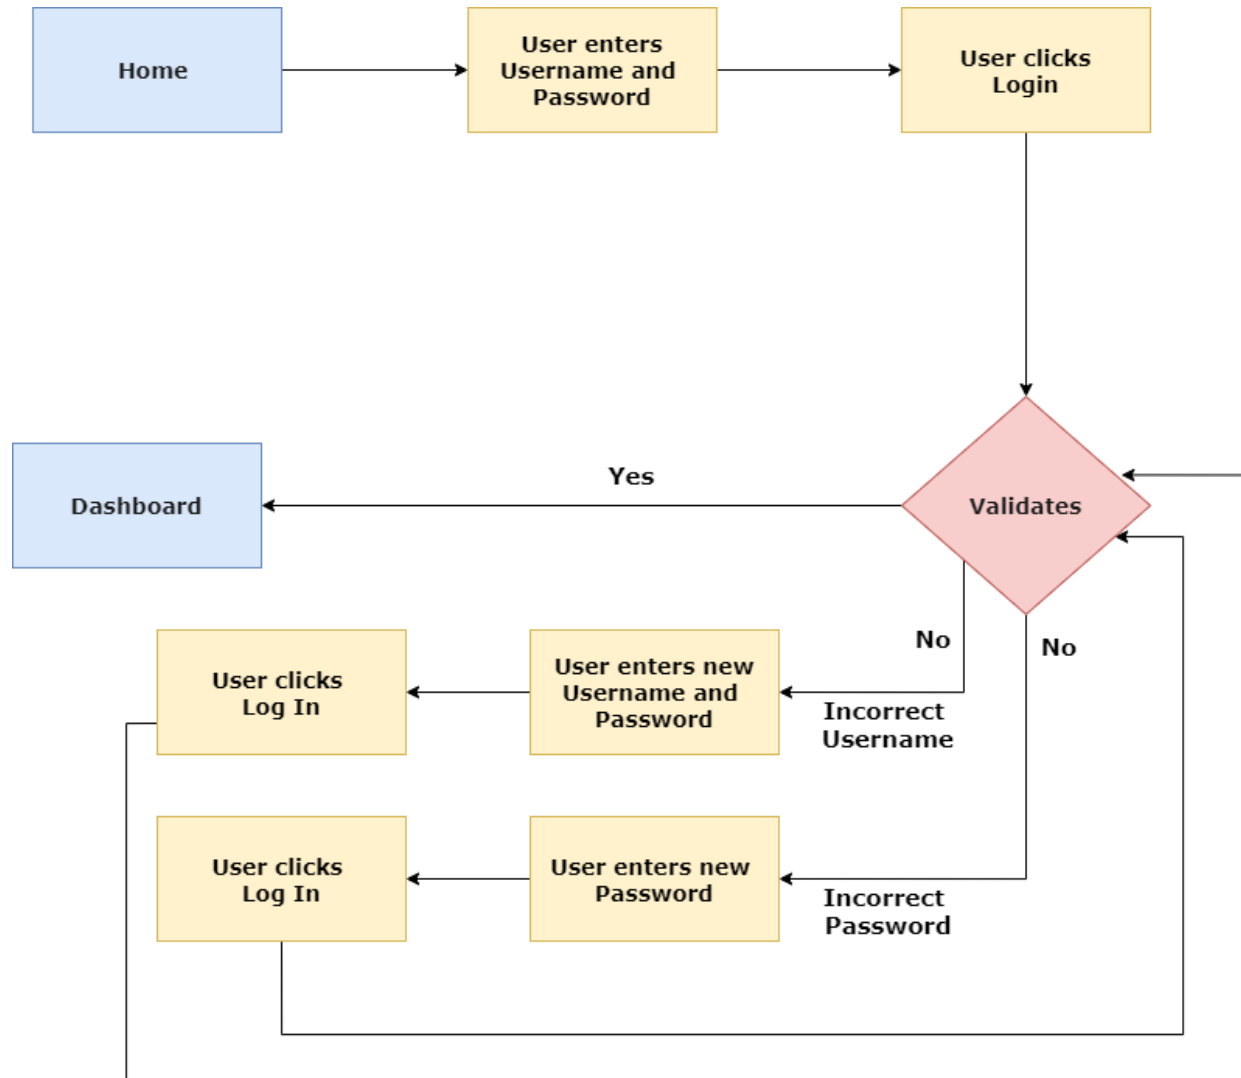 Home
User enters
Username and
Password
User clicks
Login
Yes
Dashboard
Validates
No
No
User clicks
Log In
User enters new
Username and
Password
Incorrect
Username
User clicks
Log In
User enters new
Password
Incorrect
Password